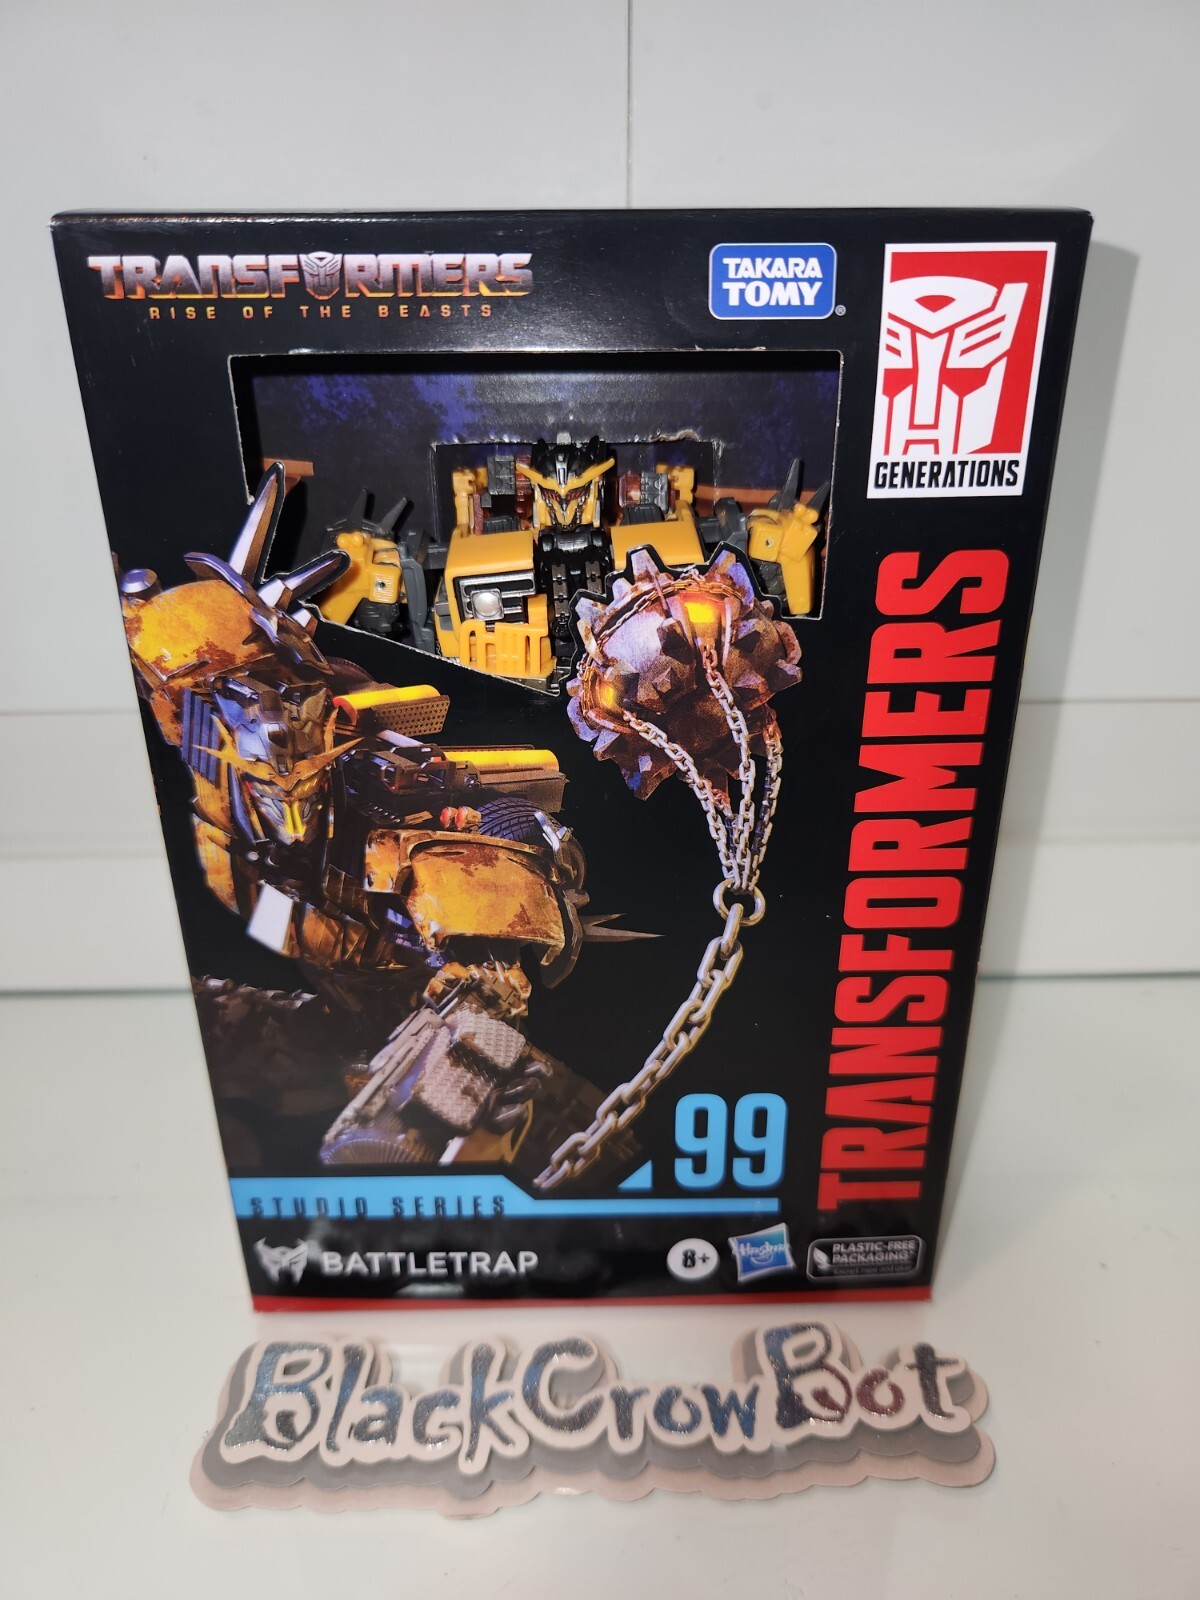 TRANSFORMERS
RISE OF THE BEASTS
TAKARA
TOMY
®
GENERATIONS
TRANSFORMERS
99
STUDIO SERIES
BATTLETRAP
8+
Hasbro
PLASTIC-FREE
PACKAGING
BlackCrowBot